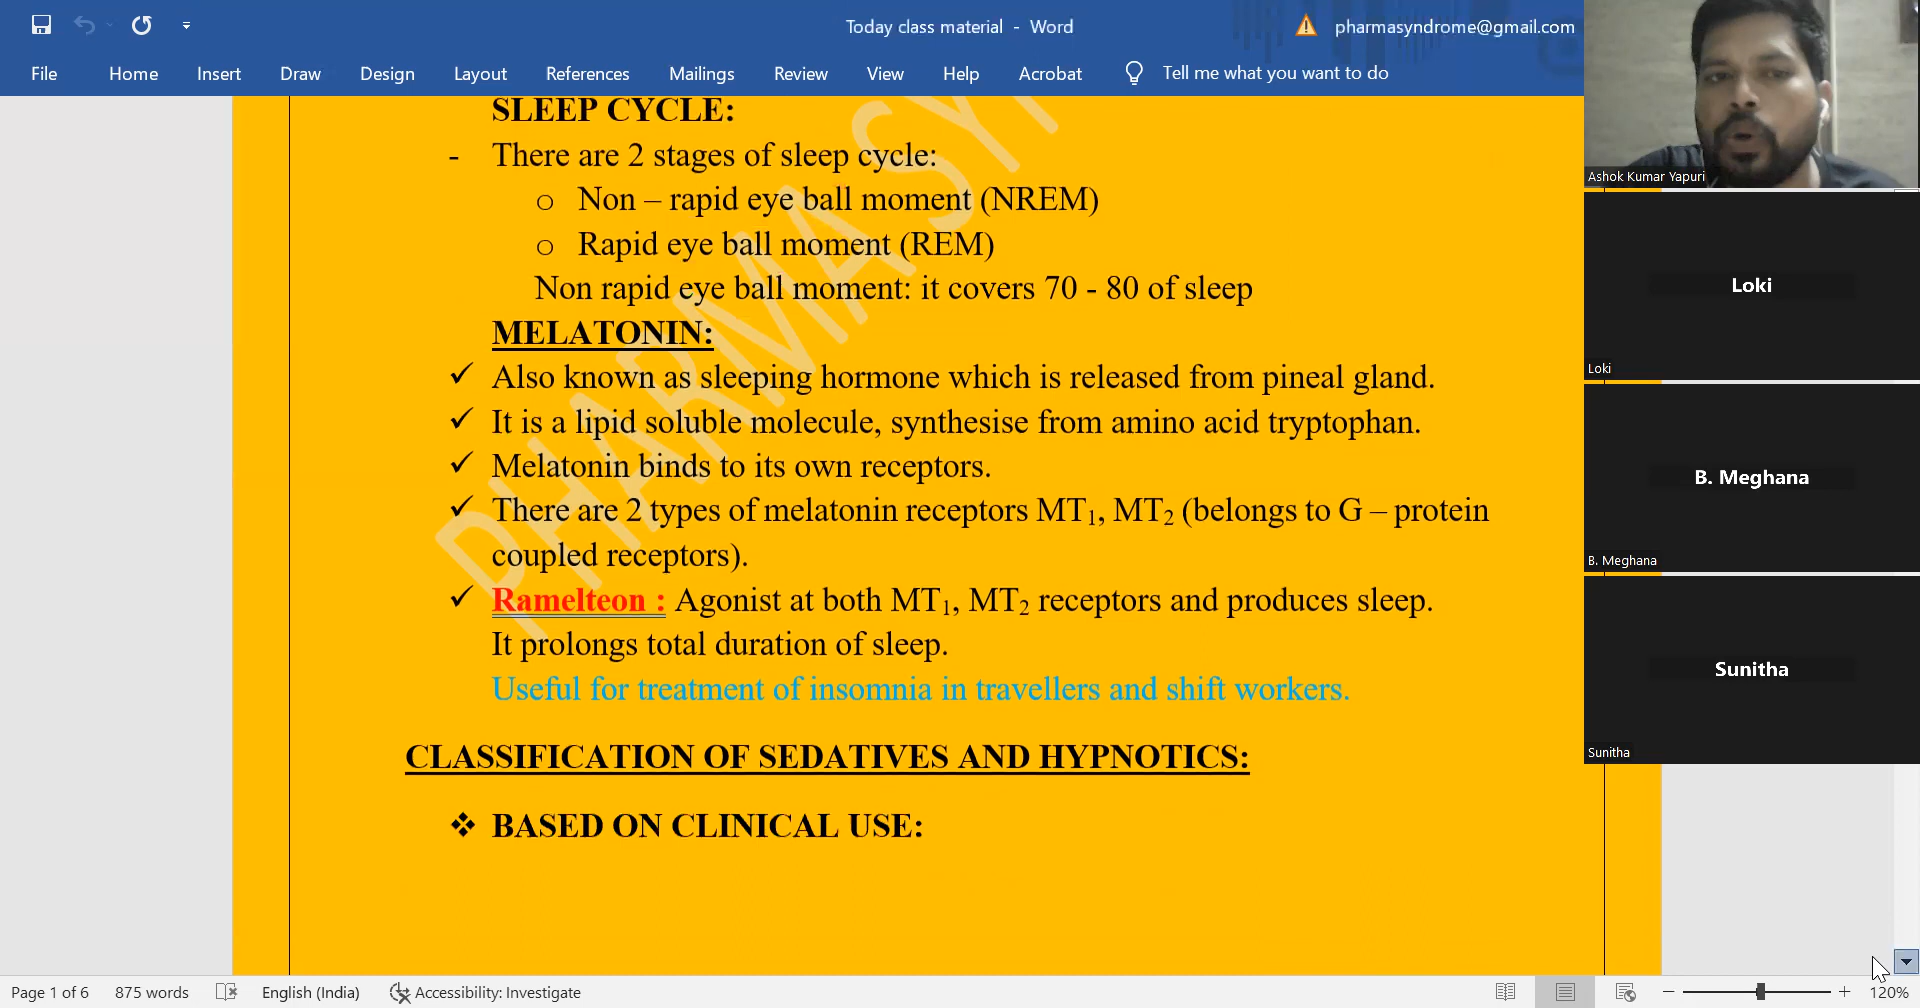 Today class material - Word
pharmasyndrome@gmail.com
File Home Insert Draw Design Layout References Mailings Review View Help Acrobat Tell me what you want to do
SLEEP CYCLE:
- There are 2 stages of sleep cycle:
o Non – rapid eye ball moment (NREM)
o Rapid eye ball moment (REM)
Non rapid eye ball moment: it covers 70 - 80 of sleep
MELATONIN:
✓ Also known as sleeping hormone which is released from pineal gland.
✓ It is a lipid soluble molecule, synthesise from amino acid tryptophan.
✓ Melatonin binds to its own receptors.
✓ There are 2 types of melatonin receptors MT1, MT2 (belongs to G – protein
coupled receptors).
✓ Ramelteon : Agonist at both MT1, MT2 receptors and produces sleep.
It prolongs total duration of sleep.
Useful for treatment of insomnia in travellers and shift workers.
CLASSIFICATION OF SEDATIVES AND HYPNOTICS:
❖ BASED ON CLINICAL USE:
PHARMA SY
Ashok Kumar Yapuri
Loki
Loki
B. Meghana
B. Meghana
Sunitha
Sunitha
Page 1 of 6 875 words English (India) Accessibility: Investigate 120%